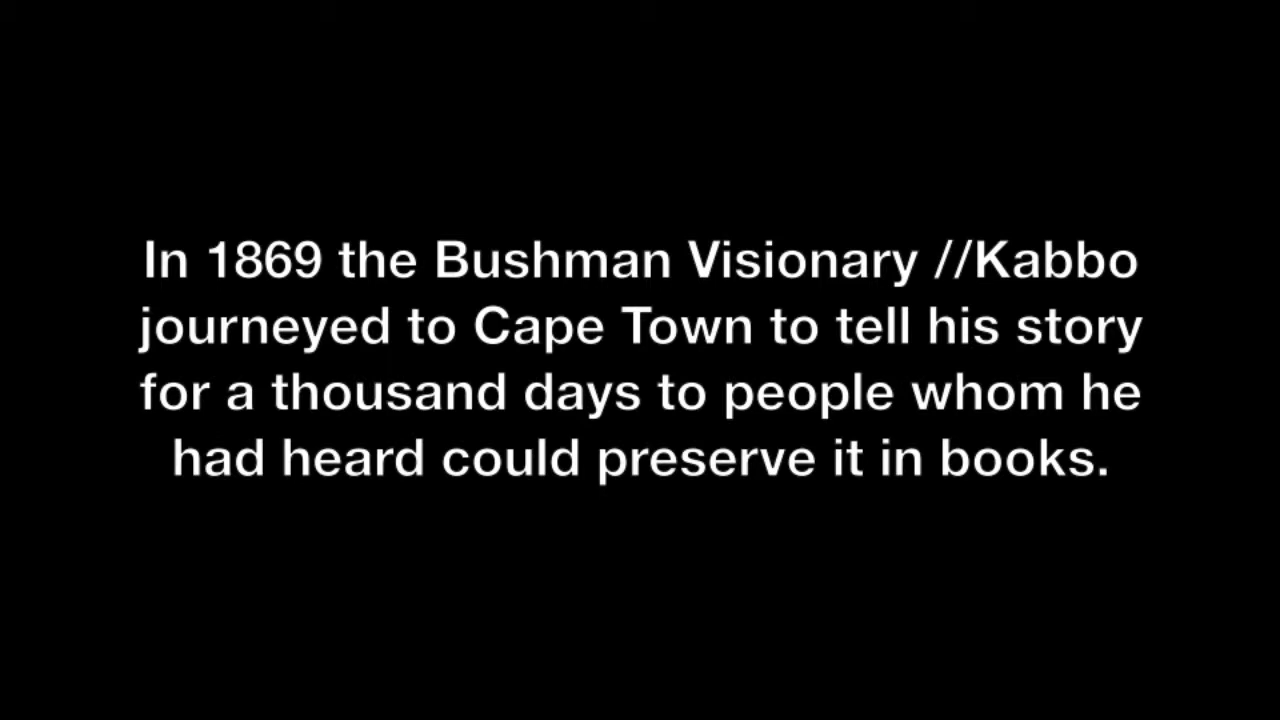 In 1869 the Bushman Visionary //Kabbo
journeyed to Cape Town to tell his story
for a thousand days to people whom he
had heard could preserve it in books.